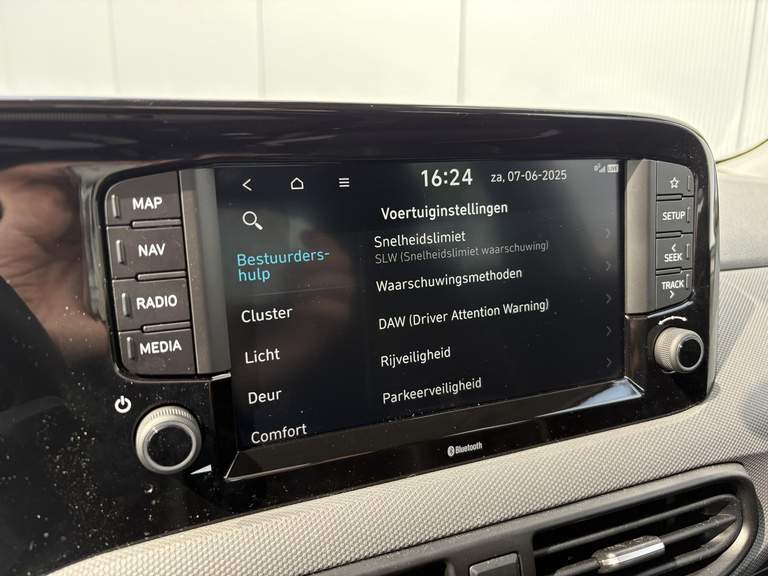 16:24 za, 07-06-2025
LIVE
Voertuiginstellingen
Bestuurders-
hulp
Cluster
Licht
Deur
Comfort
Snelheidslimiet
SLW (Snelheidslimiet waarschuwing)
Waarschuwingsmethoden
DAW (Driver Attention Warning)
Rijveiligheid
Parkeerveiligheid
MAP
NAV
RADIO
MEDIA
SETUP
SEEK
TRACK
Bluetooth